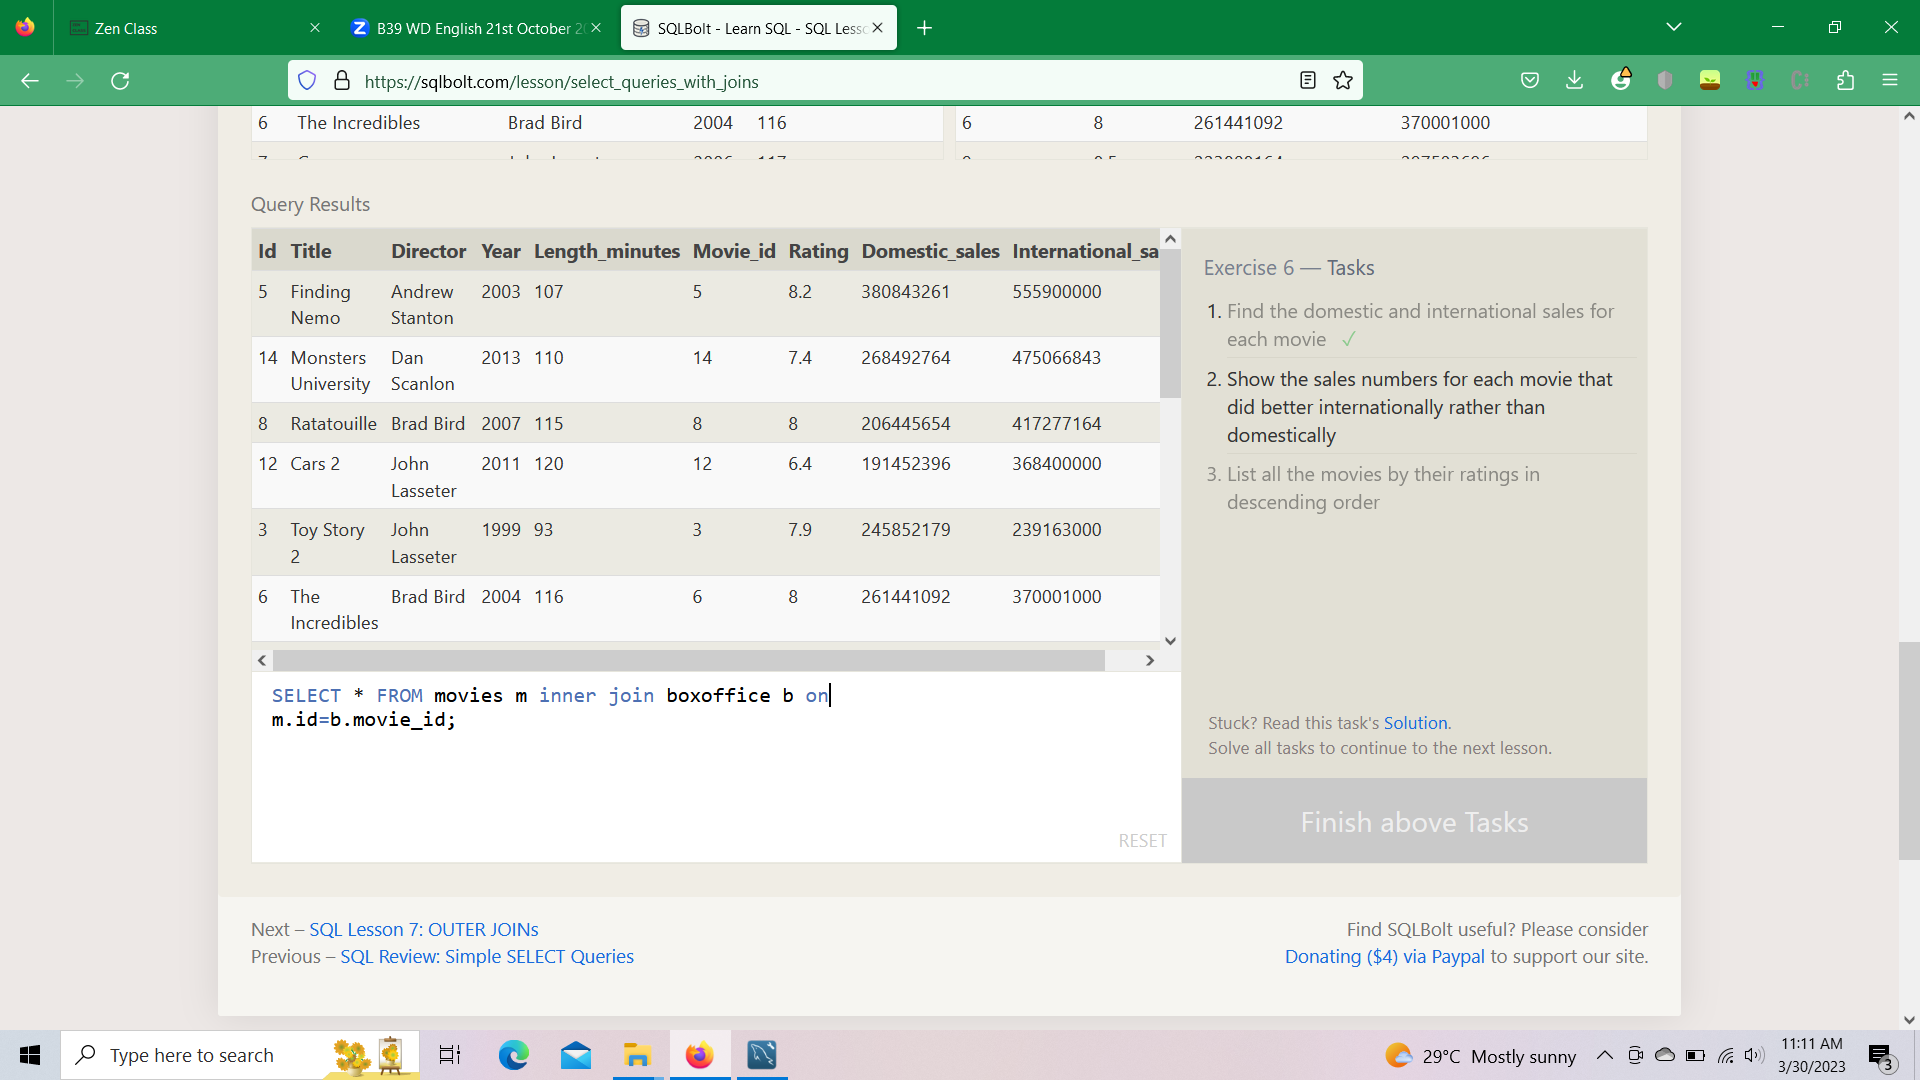 Zen Class
B39 WD English 21st October 2
SQLBolt - Learn SQL - SQL Less
https://sqlbolt.com/lesson/select_queries_with_joins
6 The Incredibles Brad Bird 2004 116 6 8 261441092 370001000
Query Results
Id Title Director Year Length_minutes Movie_id Rating Domestic_sales International_sa
5 Finding Nemo Andrew Stanton 2003 107 5 8.2 380843261 555900000
14 Monsters University Dan Scanlon 2013 110 14 7.4 268492764 475066843
8 Ratatouille Brad Bird 2007 115 8 8 206445654 417277164
12 Cars 2 John Lasseter 2011 120 12 6.4 191452396 368400000
3 Toy Story 2 John Lasseter 1999 93 3 7.9 245852179 239163000
6 The Incredibles Brad Bird 2004 116 6 8 261441092 370001000
SELECT * FROM movies m inner join boxoffice b on
m.id=b.movie_id;
RESET
Exercise 6 — Tasks
1. Find the domestic and international sales for
each movie ✓
2. Show the sales numbers for each movie that
did better internationally rather than
domestically
3. List all the movies by their ratings in
descending order
Stuck? Read this task's Solution.
Solve all tasks to continue to the next lesson.
Finish above Tasks
Next – SQL Lesson 7: OUTER JOINs
Previous – SQL Review: Simple SELECT Queries
Find SQLBolt useful? Please consider
Donating ($4) via Paypal to support our site.
Type here to search
29°C Mostly sunny
11:11 AM
3/30/2023
3